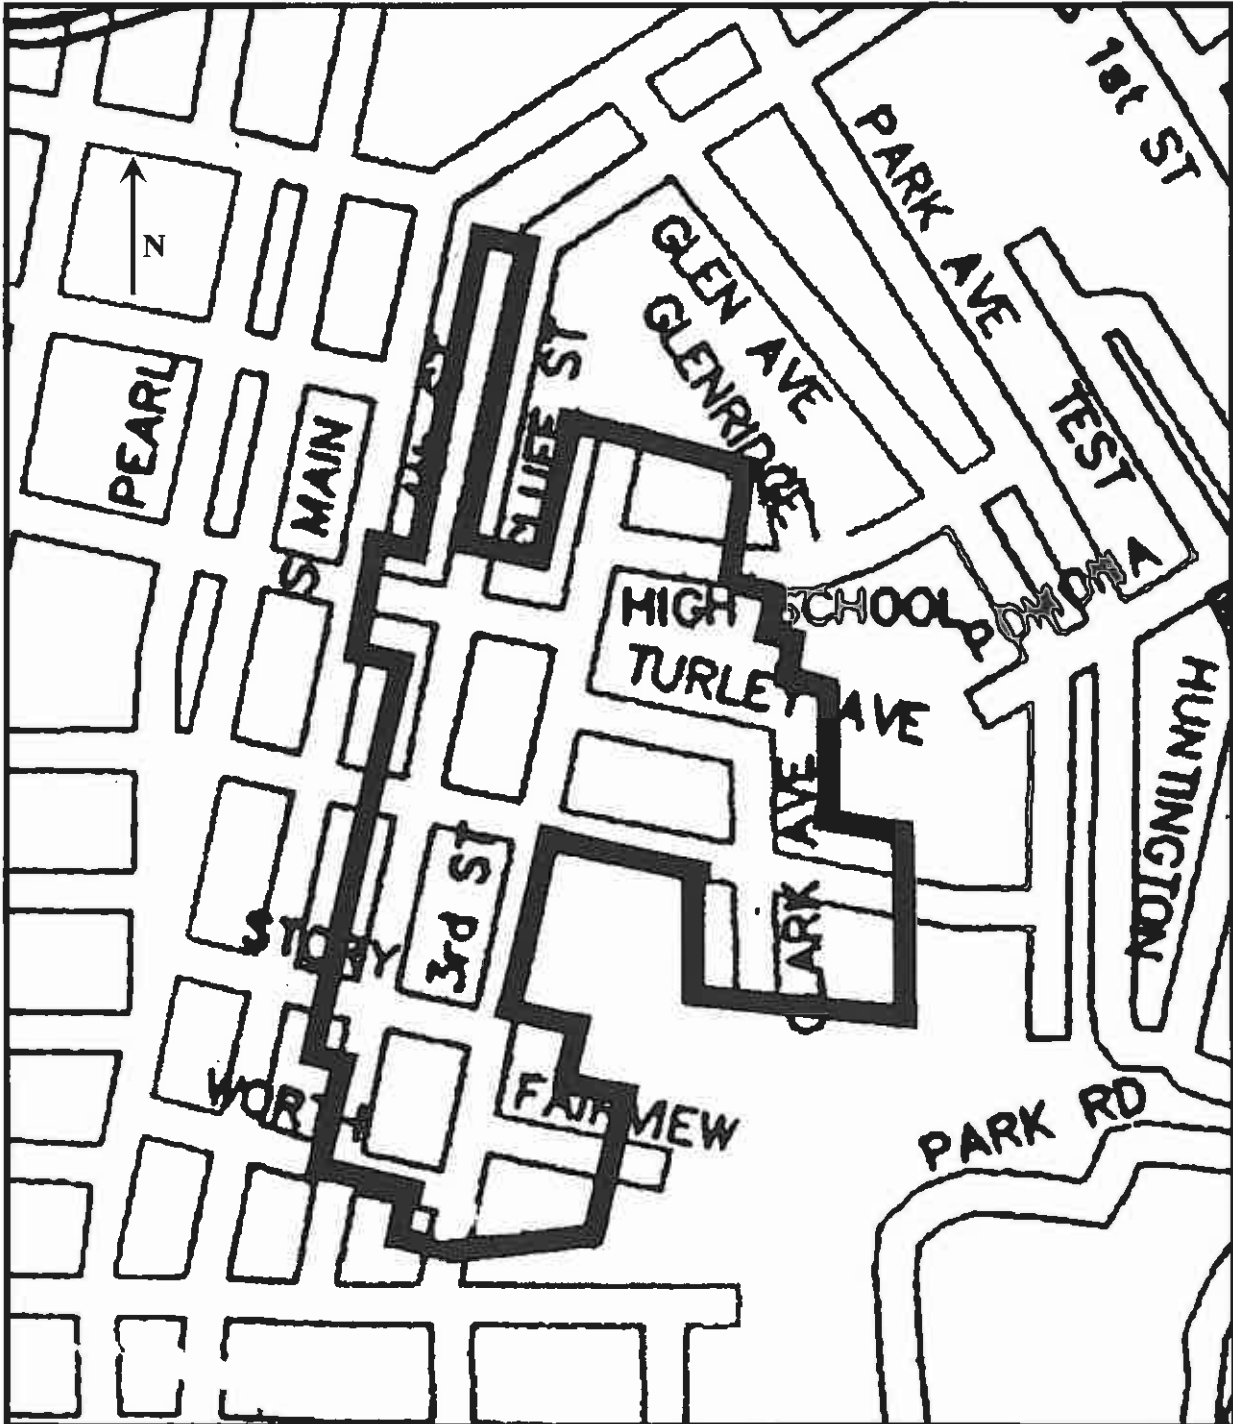 1st ST
PARK AVE
N
GLEN AVE
GLENRIDGE
ST
PEARL
S MAIN
TEST
HIGH SCHOOL
TURLEY AVE
HUNTINGTON
AVE
3rd ST
STORY
WORTH
FAIRVIEW
PARK RD